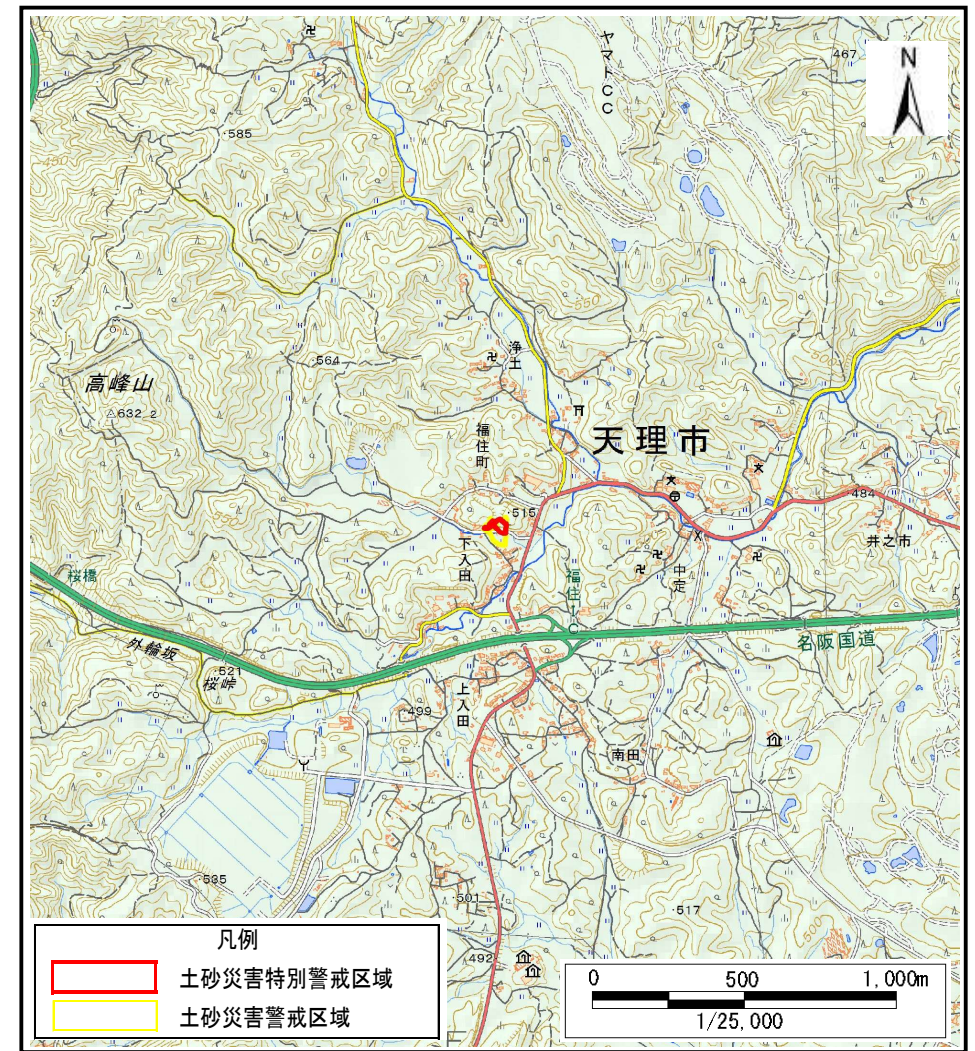 ヤマトCC
467
N
585
550
564
浄土
高峰山
632.2
福住町
天理市
515
484
井之市
下入田
中定
福住IC
桜橋
外輪坂
名阪国道
521
桜峠
上入田
499
南田
535
501
517
500
492
凡例
土砂災害特別警戒区域
土砂災害警戒区域
0 500 1,000m
1/25,000